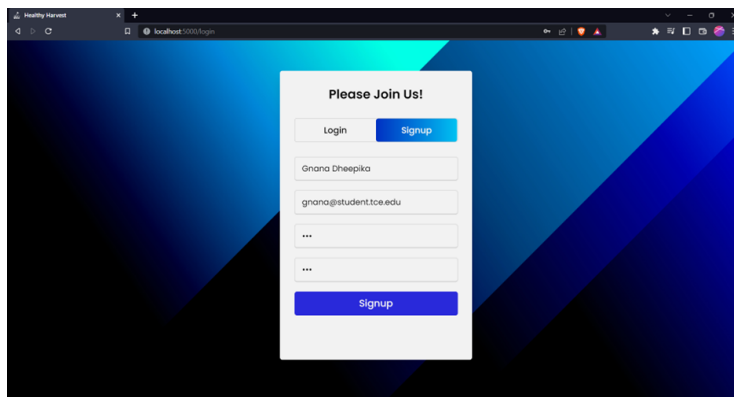 Healthy Harvest
localhost:5000/login
Please Join Us!
Login Signup
Gnana Dheepika
gnana@student.tce.edu
•••
•••
Signup